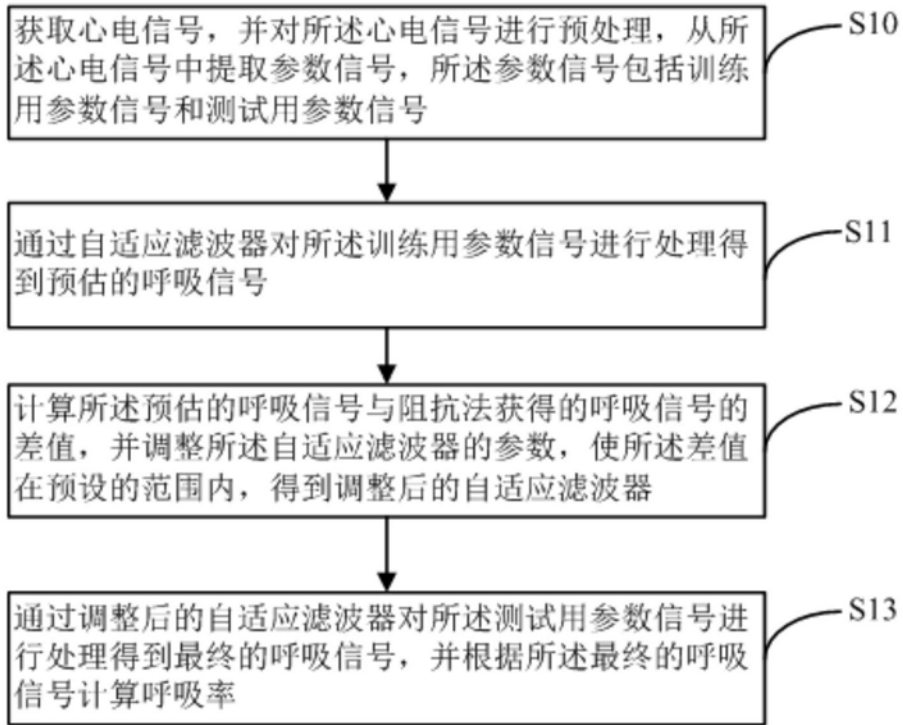 获取心电信号，并对所述心电信号进行预处理，从所
述心电信号中提取参数信号，所述参数信号包括训练
用参数信号和测试用参数信号
S10
通过自适应滤波器对所述训练用参数信号进行处理得
到预估的呼吸信号
S11
计算所述预估的呼吸信号与阻抗法获得的呼吸信号的
差值，并调整所述自适应滤波器的参数，使所述差值
在预设的范围内，得到调整后的自适应滤波器
S12
通过调整后的自适应滤波器对所述测试用参数信号进
行处理得到最终的呼吸信号，并根据所述最终的呼吸
信号计算呼吸率
S13